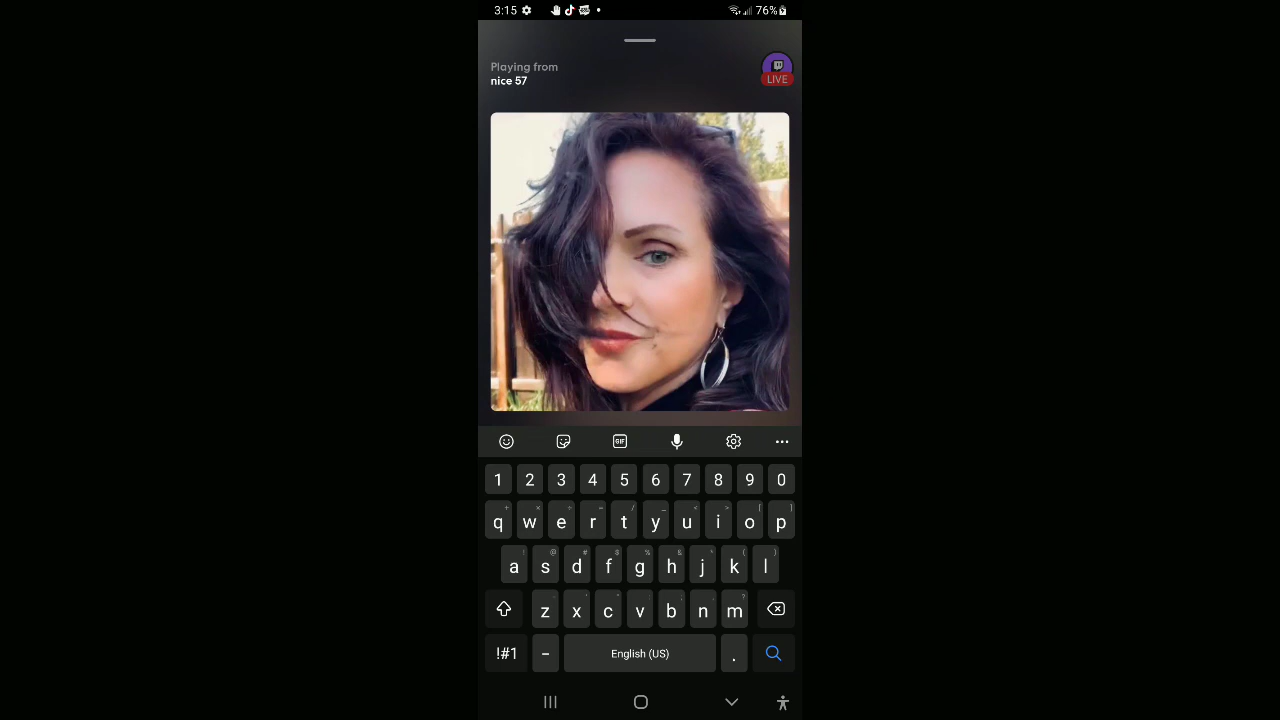 3:15 76%
Playing from
nice 57
LIVE
GIF
1 2 3 4 5 6 7 8 9 0
q w e r t y u i o p
a s d f g h j k l
z x c v b n m
!#1 - English (US) .